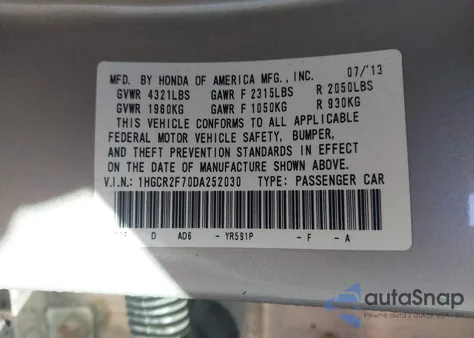 MFD. BY HONDA OF AMERICA MFG., INC. 07/'13
GVWR 4321LBS GAWR F 2315LBS R 2050LBS
GVWR 1960KG GAWR F 1050KG R 930KG
THIS VEHICLE CONFORMS TO ALL APPLICABLE
FEDERAL MOTOR VEHICLE SAFETY, BUMPER,
AND THEFT PREVENTION STANDARDS IN EFFECT
ON THE DATE OF MANUFACTURE SHOWN ABOVE.
V.I.N.: 1HGCR2F70DA252030 TYPE: PASSENGER CAR
D AD6 - YR591P - F - A
autoSnap